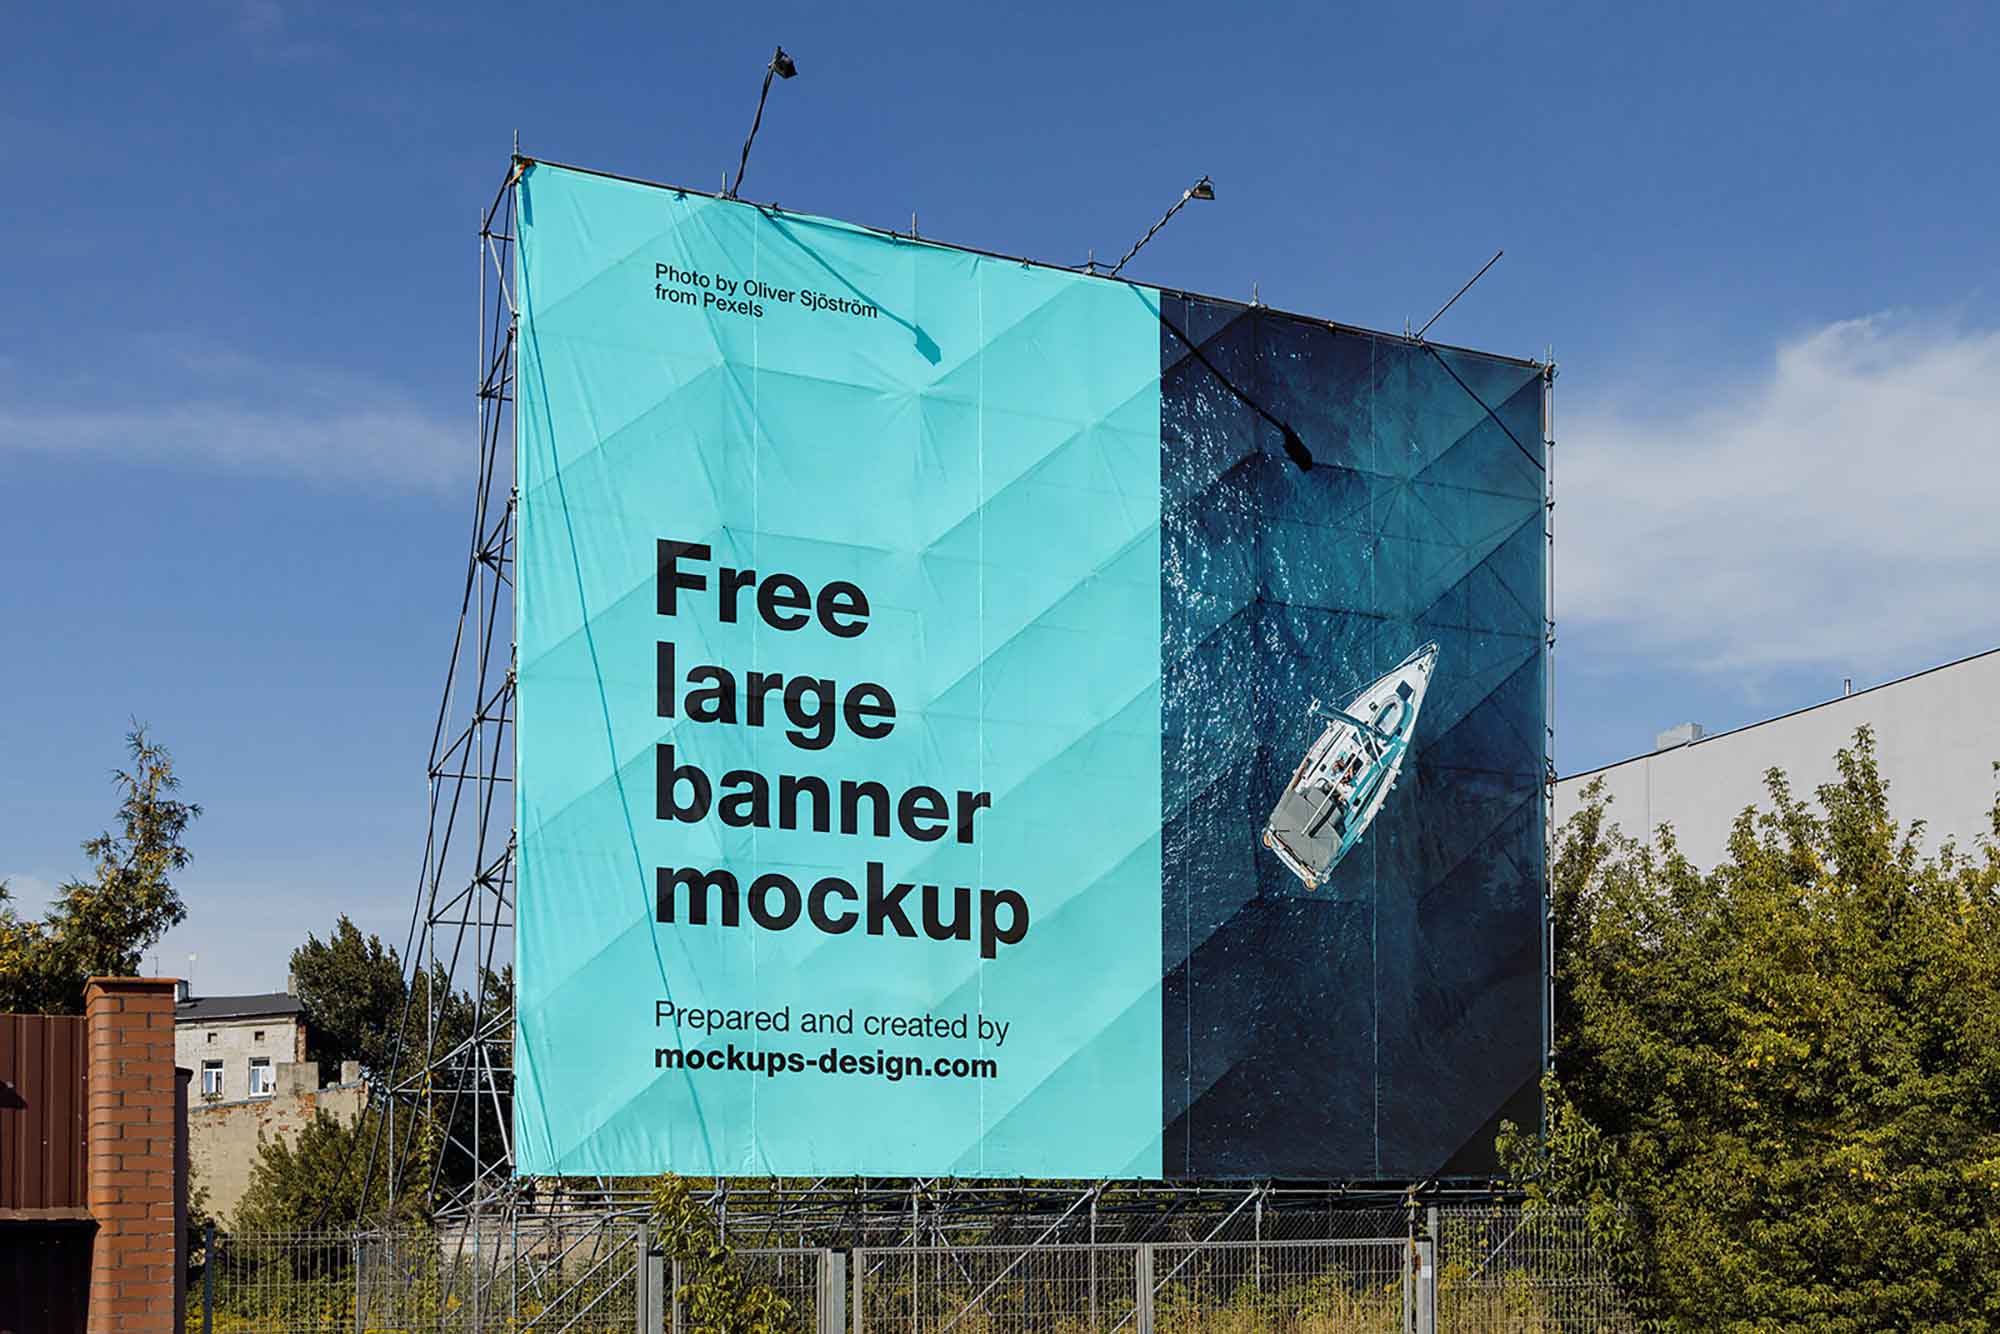 Photo by Oliver Sjöström
from Pexels
Free
large
banner
mockup
Prepared and created by
mockups-design.com